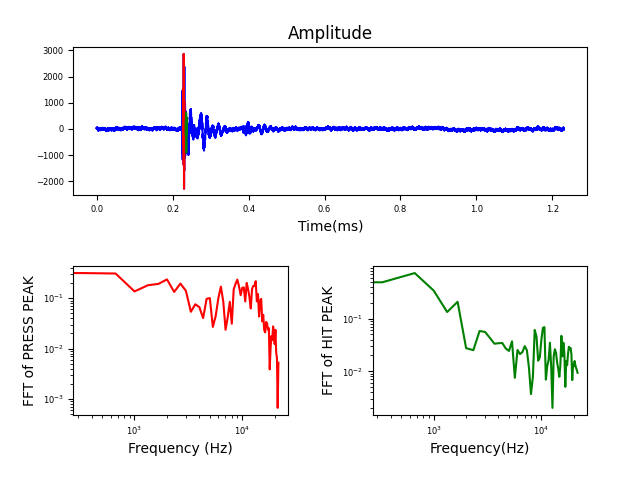 Amplitude
3000
2000
1000
0
−1000
−2000
0.0 0.2 0.4 0.6 0.8 1.0 1.2
Time(ms)
FFT of PRESS PEAK
10⁻¹
10⁻²
10⁻³
10³ 10⁴
Frequency (Hz)
FFT of HIT PEAK
10⁻¹
10⁻²
10³ 10⁴
Frequency(Hz)